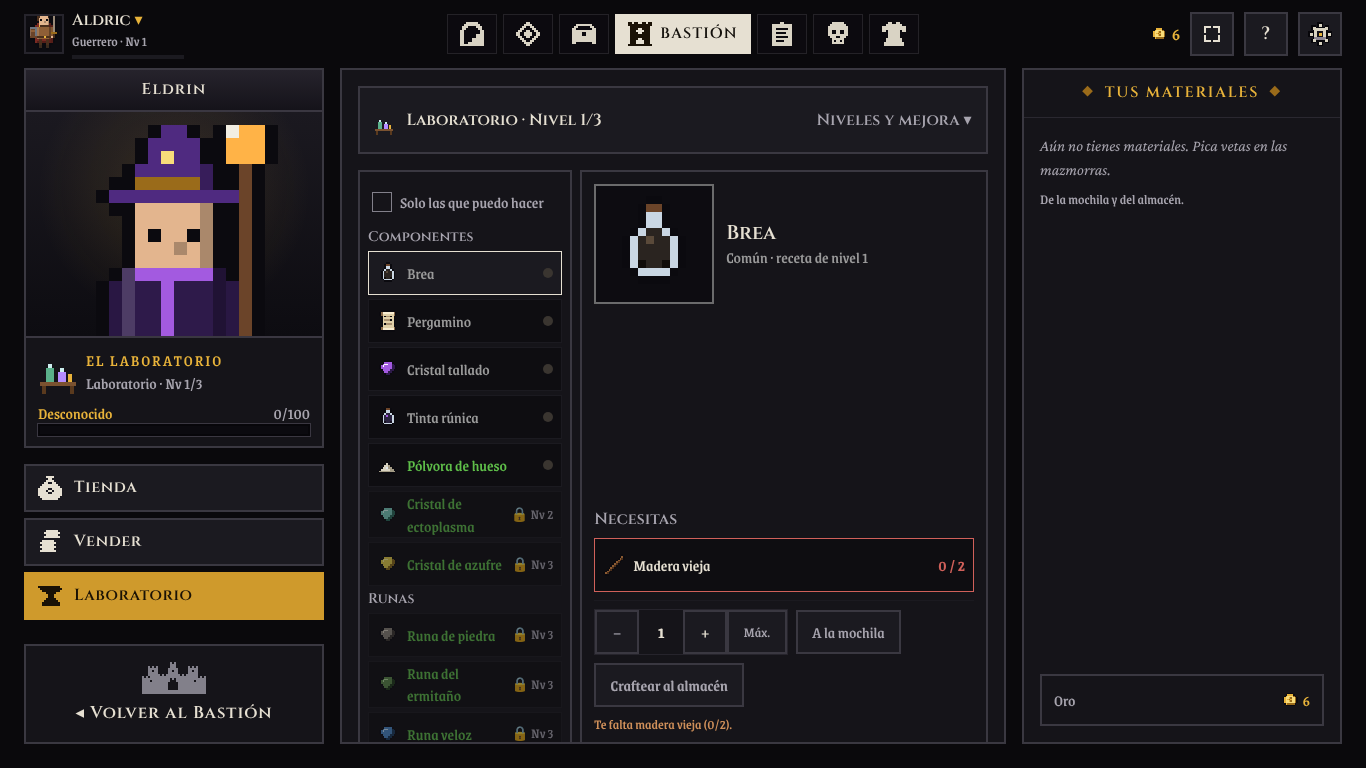 Aldric ▾
Guerrero · Nv 1
Bastión
6
?
Eldrin
El Laboratorio
Laboratorio · Nv 1/3
Desconocido 0/100
Tienda
Vender
Laboratorio
◂ Volver al Bastión
Laboratorio · Nivel 1/3
Niveles y mejora ▾
Solo las que puedo hacer
Componentes
Brea
Pergamino
Cristal tallado
Tinta rúnica
Pólvora de hueso
Cristal de
ectoplasma
Nv 2
Cristal de azufre Nv 3
Runas
Runa de piedra Nv 3
Runa del
ermitaño
Nv 3
Runa veloz Nv 3
Brea
Común · receta de nivel 1
Necesitas
Madera vieja 0 / 2
− 1 + Máx. A la mochila
Craftear al almacén
Te falta madera vieja (0/2).
◆ TUS MATERIALES ◆
Aún no tienes materiales. Pica vetas en las
mazmorras.
De la mochila y del almacén.
Oro 6